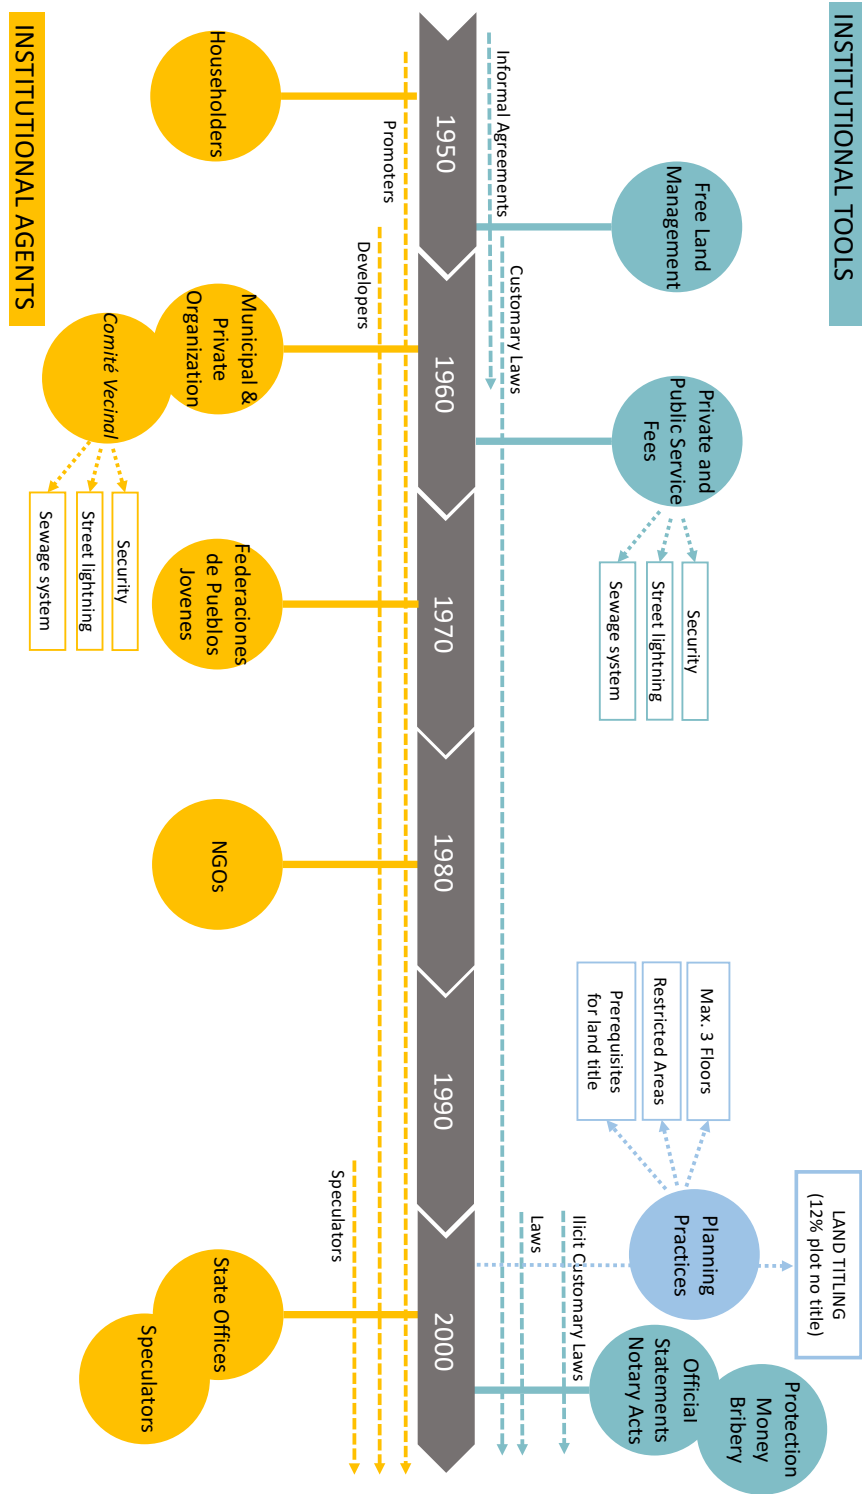 INSTITUTIONAL TOOLS
LAND TITLING
(12% plot no title)
Protection
Money
Bribery
Free Land
Management
Private and
Public Service
Fees
Security
Street lightning
Sewage system
Max. 3 Floors
Restricted Areas
Prerequisites
for land title
Planning
Practices
Official
Statements
Notary Acts
Ilicit Customary Laws
Laws
Informal Agreements
Customary Laws
1950
1960
1970
1980
1990
2000
Promoters
Developers
Speculators
Householders
Municipal &
Private
Organization
Comité Vecinal
Security
Street lightning
Sewage system
Federaciones
de Pueblos
Jovenes
NGOs
State Offices
Speculators
INSTITUTIONAL AGENTS